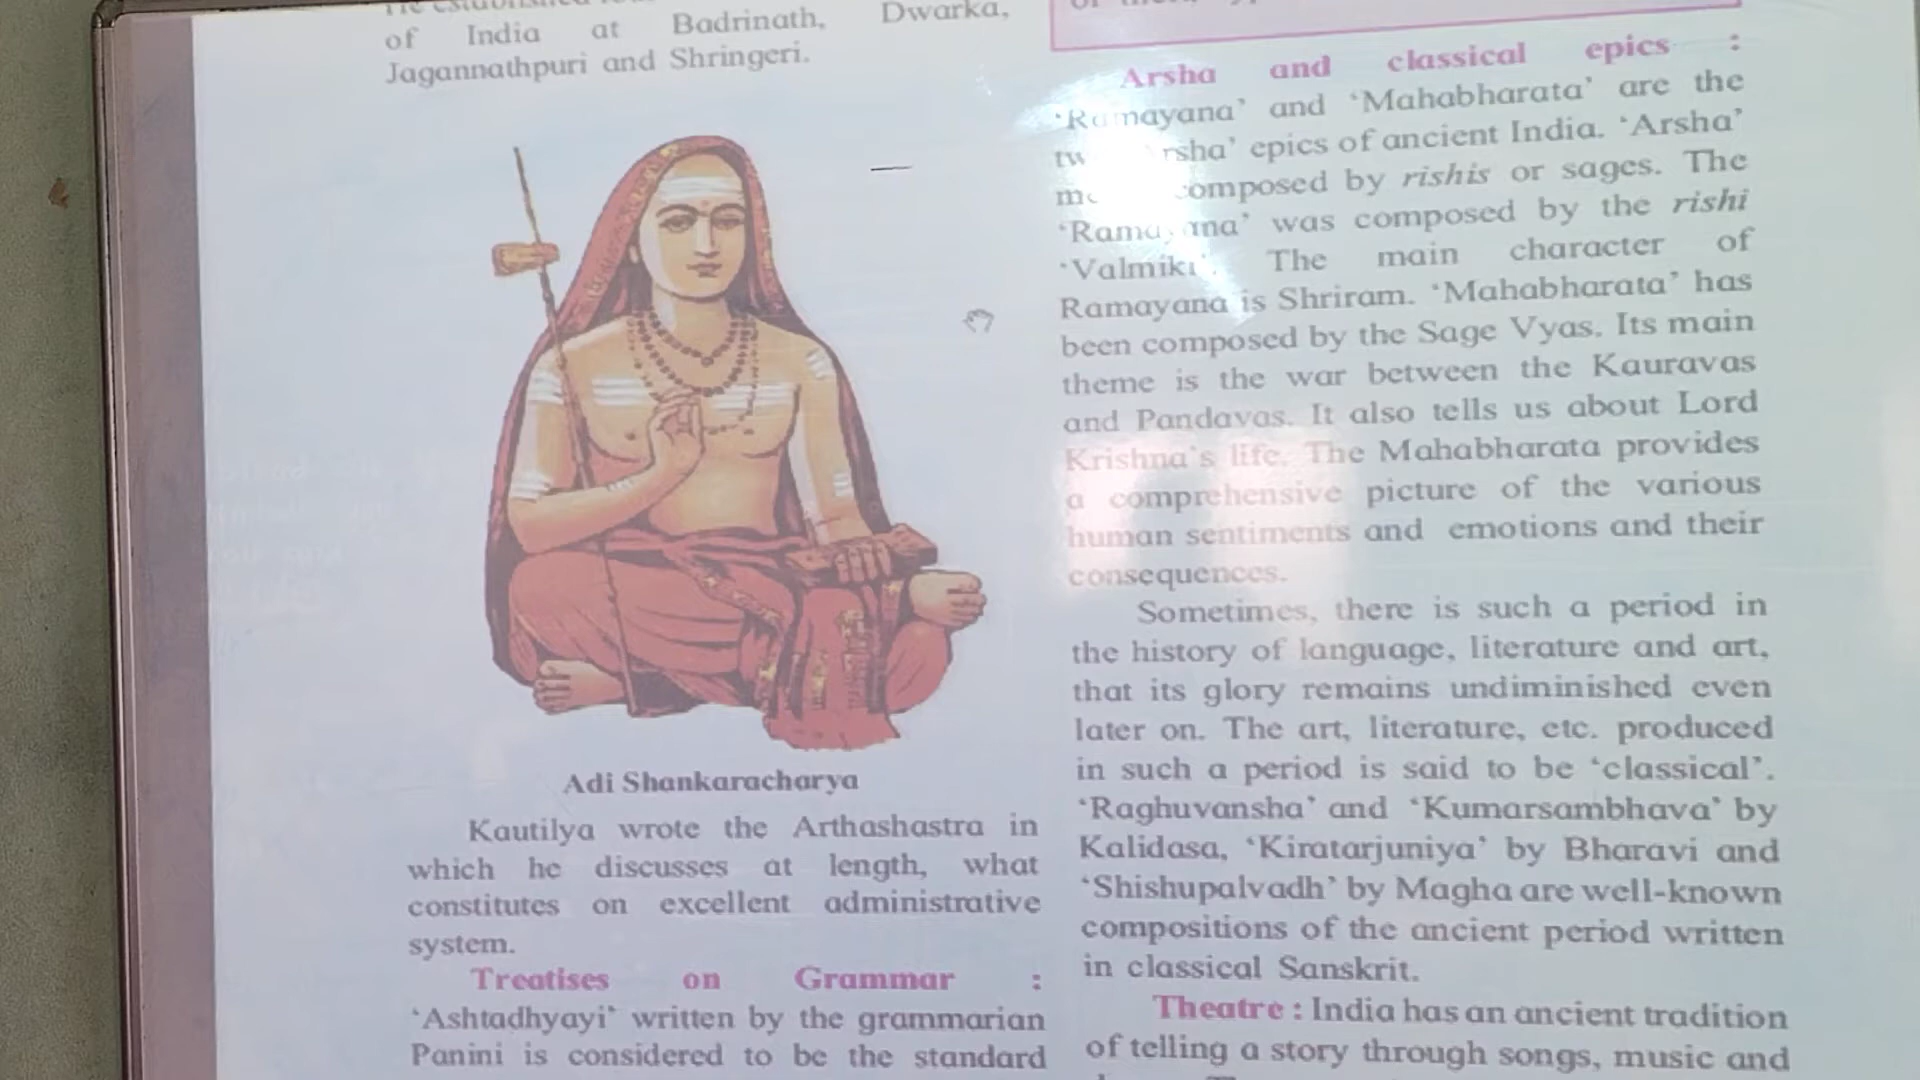 of India at Badrinath, Dwarka,
Jagannathpuri and Shringeri.
Adi Shankaracharya
Kautilya wrote the Arthashastra in
which he discusses at length, what
constitutes on excellent administrative
system.
Treatises on Grammar :
‘Ashtadhyayi’ written by the grammarian
Panini is considered to be the standard
Arsha and classical epics :
‘Ramayana’ and ‘Mahabharata’ are the
epics of ancient India. ‘Arsha’
composed by rishis or sages. The
‘Ramayana’ was composed by the rishi
‘Valmiki’. The main character of
Ramayana is Shriram. ‘Mahabharata’ has
been composed by the Sage Vyas. Its main
theme is the war between the Kauravas
and Pandavas. It also tells us about Lord
Krishna's life. The Mahabharata provides
a comprehensive picture of the various
human sentiments and emotions and their
consequences.
Sometimes, there is such a period in
the history of language, literature and art,
that its glory remains undiminished even
later on. The art, literature, etc. produced
in such a period is said to be ‘classical’.
‘Raghuvansha’ and ‘Kumarsambhava’ by
Kalidasa, ‘Kiratarjuniya’ by Bharavi and
‘Shishupalvadh’ by Magha are well-known
compositions of the ancient period written
in classical Sanskrit.
Theatre : India has an ancient tradition
of telling a story through songs, music and